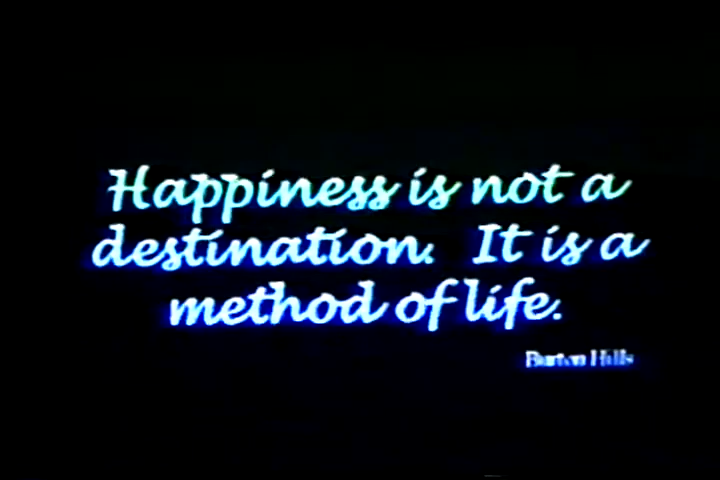 Happiness is not a
destination. It is a
method of life.
Burton Hills